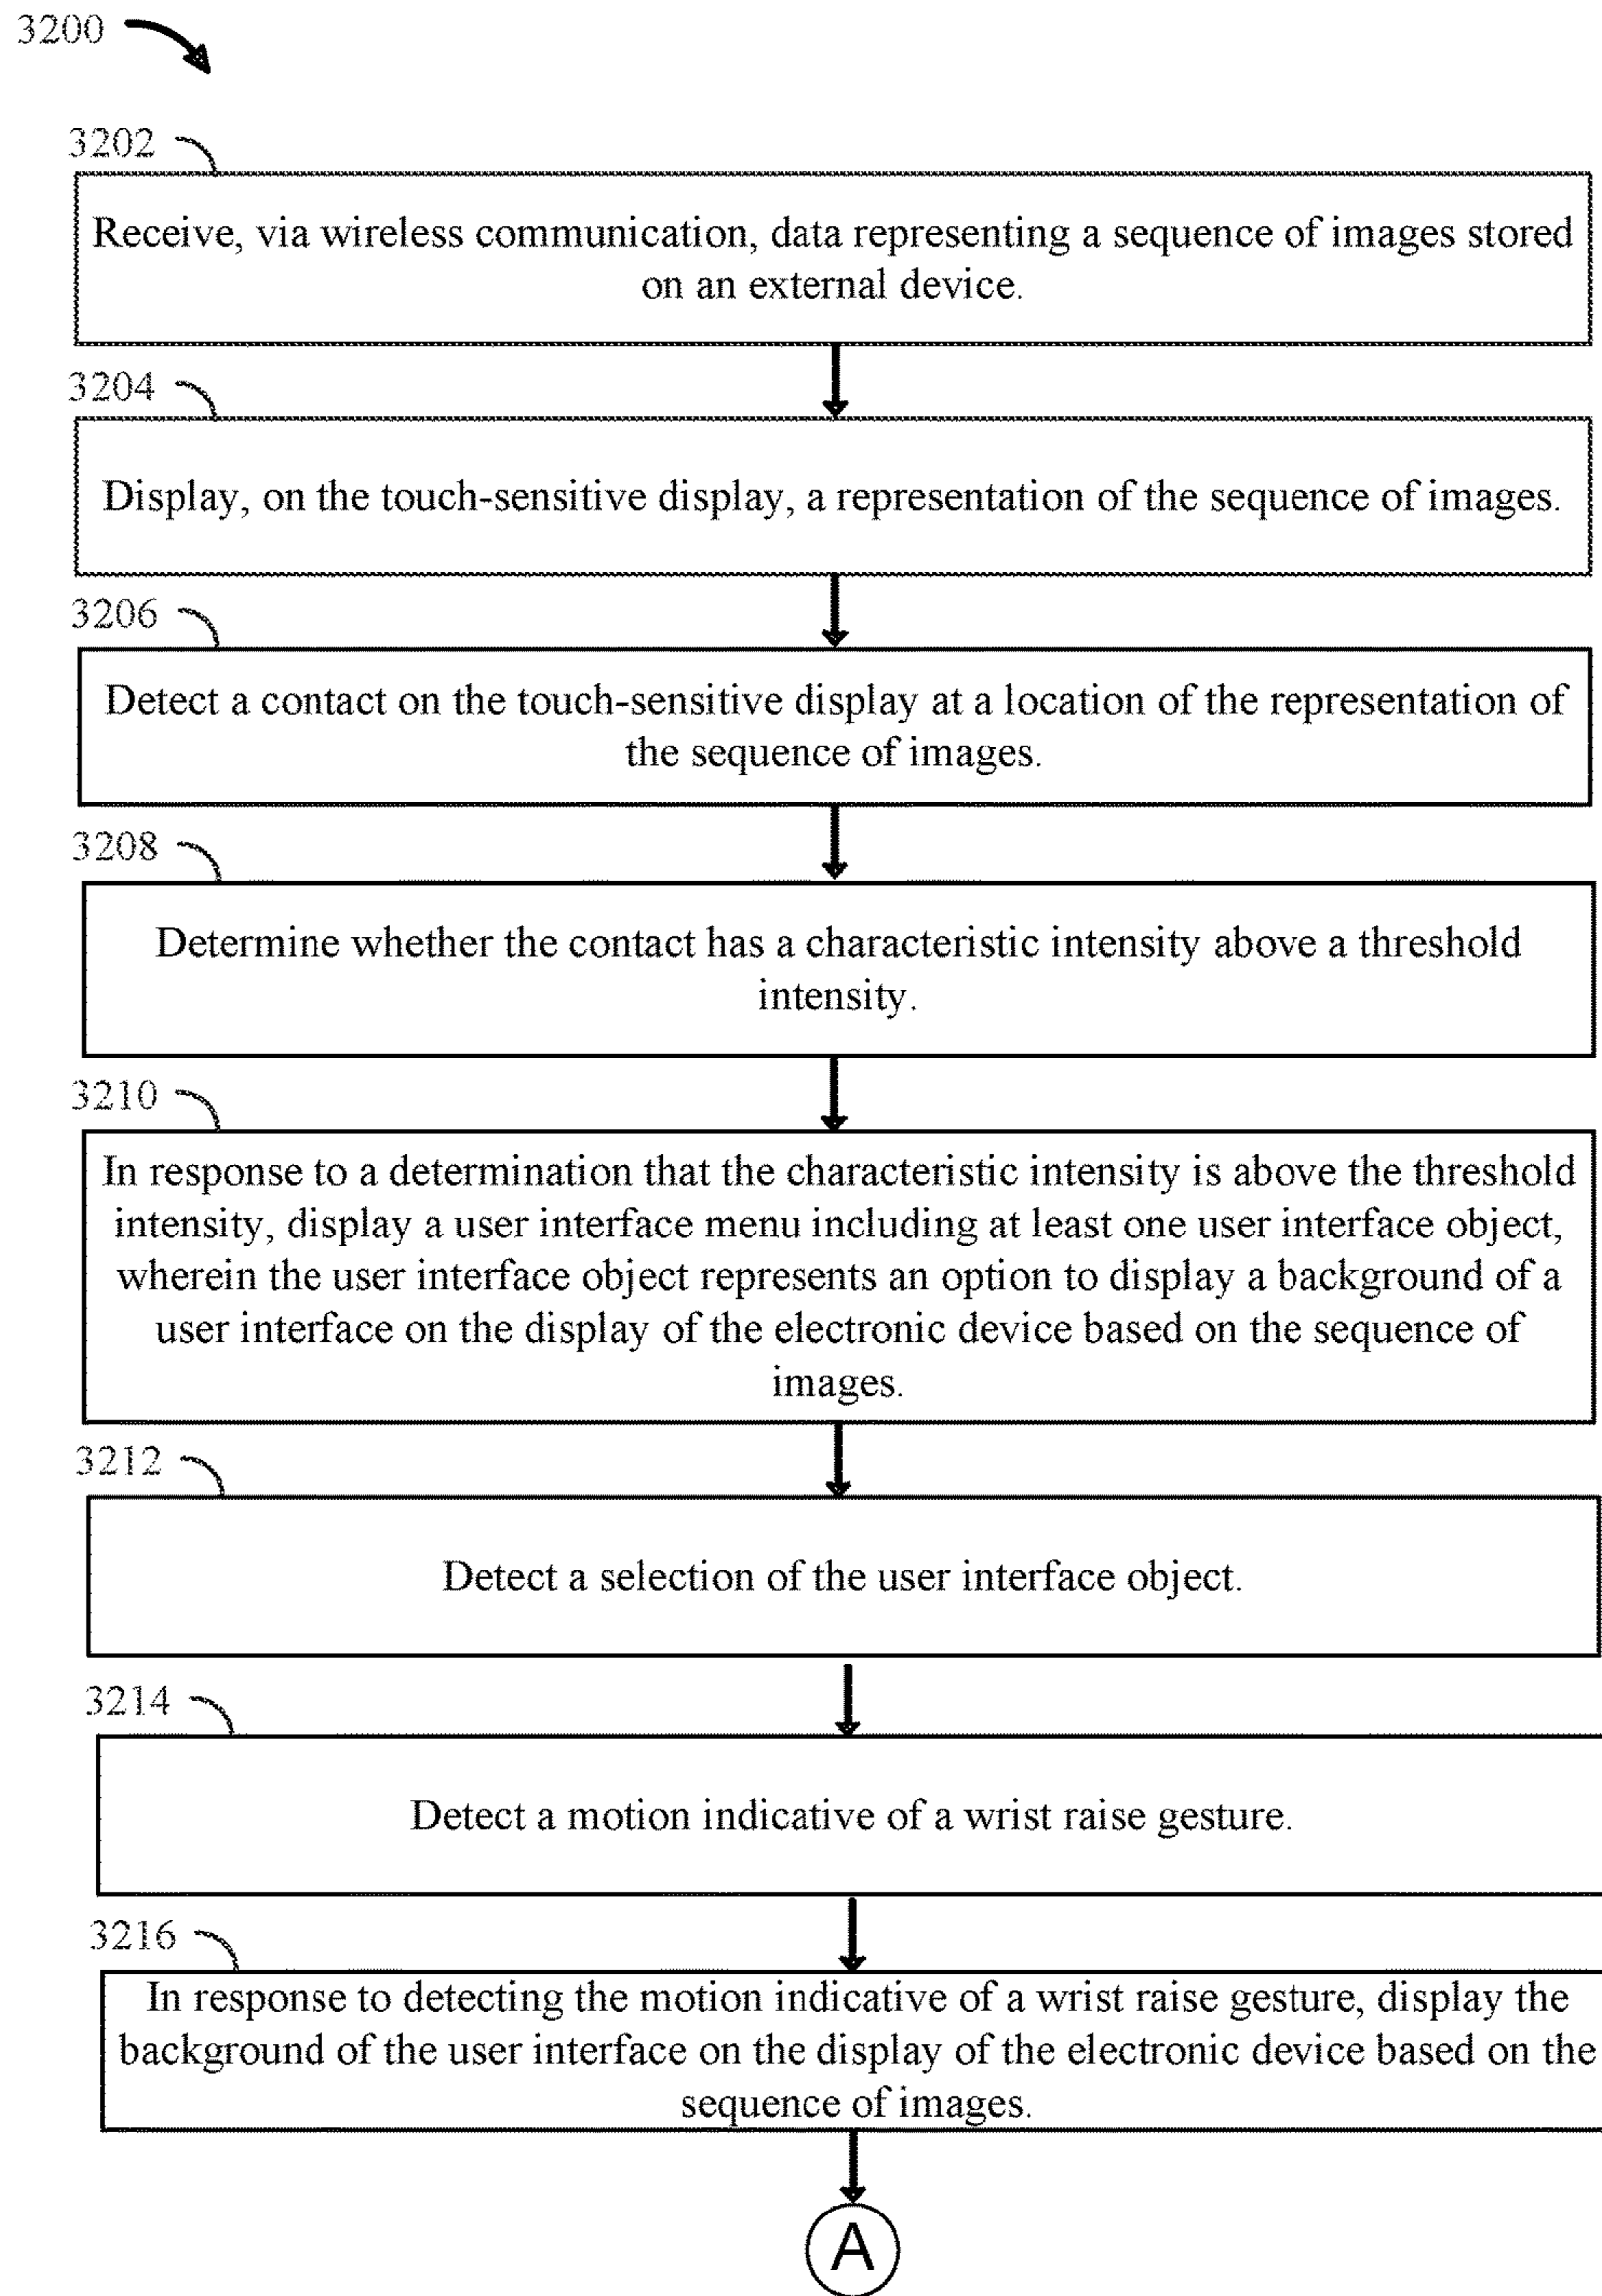 3200
3202
Receive, via wireless communication, data representing a sequence of images stored
on an external device.
3204
Display, on the touch-sensitive display, a representation of the sequence of images.
3206
Detect a contact on the touch-sensitive display at a location of the representation of
the sequence of images.
3208
Determine whether the contact has a characteristic intensity above a threshold
intensity.
3210
In response to a determination that the characteristic intensity is above the threshold
intensity, display a user interface menu including at least one user interface object,
wherein the user interface object represents an option to display a background of a
user interface on the display of the electronic device based on the sequence of
images.
3212
Detect a selection of the user interface object.
3214
Detect a motion indicative of a wrist raise gesture.
3216
In response to detecting the motion indicative of a wrist raise gesture, display the
background of the user interface on the display of the electronic device based on the
sequence of images.
A